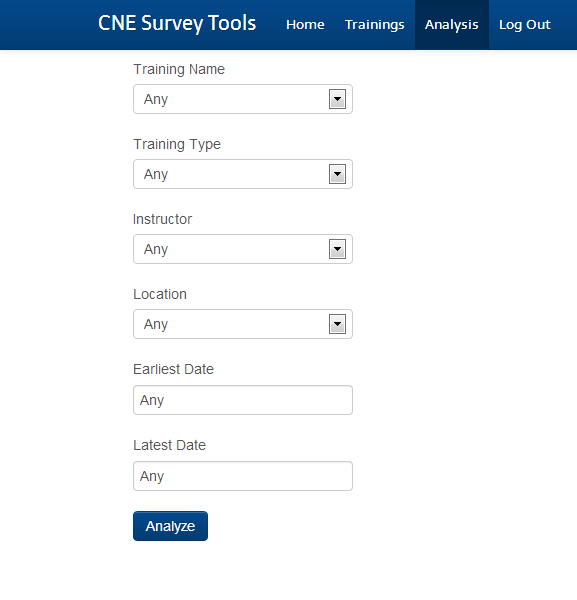 CNE Survey Tools Home Trainings Analysis Log Out
Training Name
Any
Training Type
Any
Instructor
Any
Location
Any
Earliest Date
Any
Latest Date
Any
Analyze